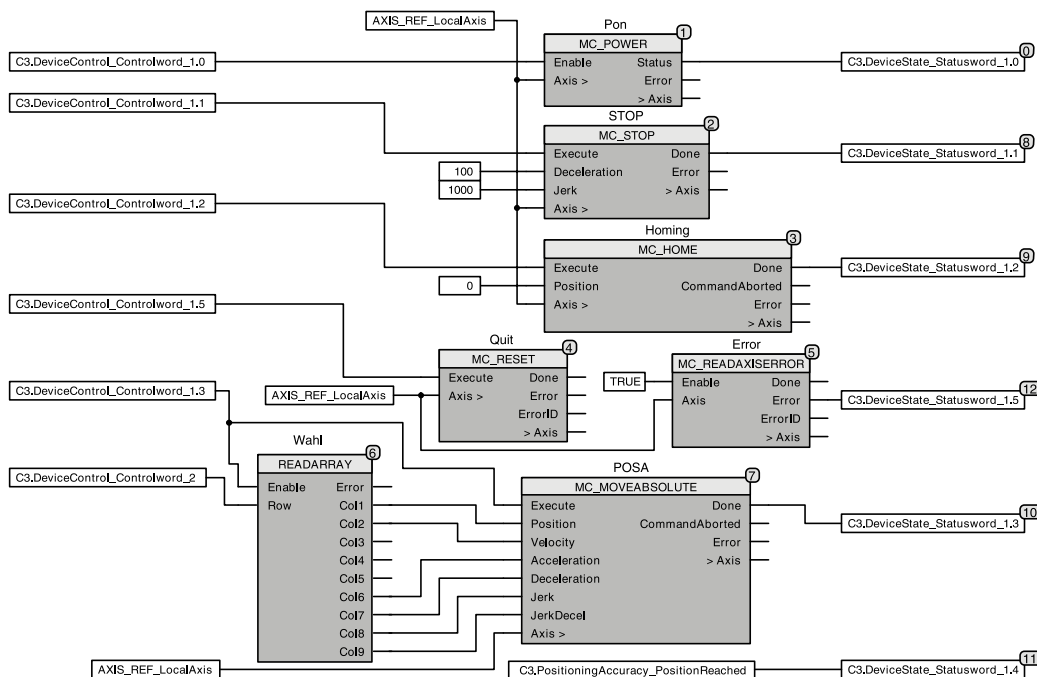 AXIS_REF_LocalAxis
Pon
1
MC_POWER
0
C3.DeviceControl_Controlword_1.0
Enable Status
C3.DeviceState_Statusword_1.0
Axis > Error
> Axis
C3.DeviceControl_Controlword_1.1
STOP
2
MC_STOP
8
Execute Done
C3.DeviceState_Statusword_1.1
100
Deceleration Error
1000
Jerk > Axis
Axis >
C3.DeviceControl_Controlword_1.2
Homing
3
MC_HOME
9
Execute Done
C3.DeviceState_Statusword_1.2
0
Position CommandAborted
Axis > Error
> Axis
C3.DeviceControl_Controlword_1.5
Quit
4
MC_RESET
Execute Done
Axis > Error
ErrorID
> Axis
Error
5
MC_READAXISERROR
TRUE
Enable Done
Axis Error
ErrorID
> Axis
12
C3.DeviceState_Statusword_1.5
C3.DeviceControl_Controlword_1.3
AXIS_REF_LocalAxis
Wahl
6
READARRAY
C3.DeviceControl_Controlword_2
Enable Error
Row Col1
Col2
Col3
Col4
Col5
Col6
Col7
Col8
Col9
POSA
7
MC_MOVEABSOLUTE
Execute Done
Position CommandAborted
Velocity Error
Acceleration > Axis
Deceleration
Jerk
JerkDecel
Axis >
10
C3.DeviceState_Statusword_1.3
AXIS_REF_LocalAxis
C3.PositioningAccuracy_PositionReached
11
C3.DeviceState_Statusword_1.4